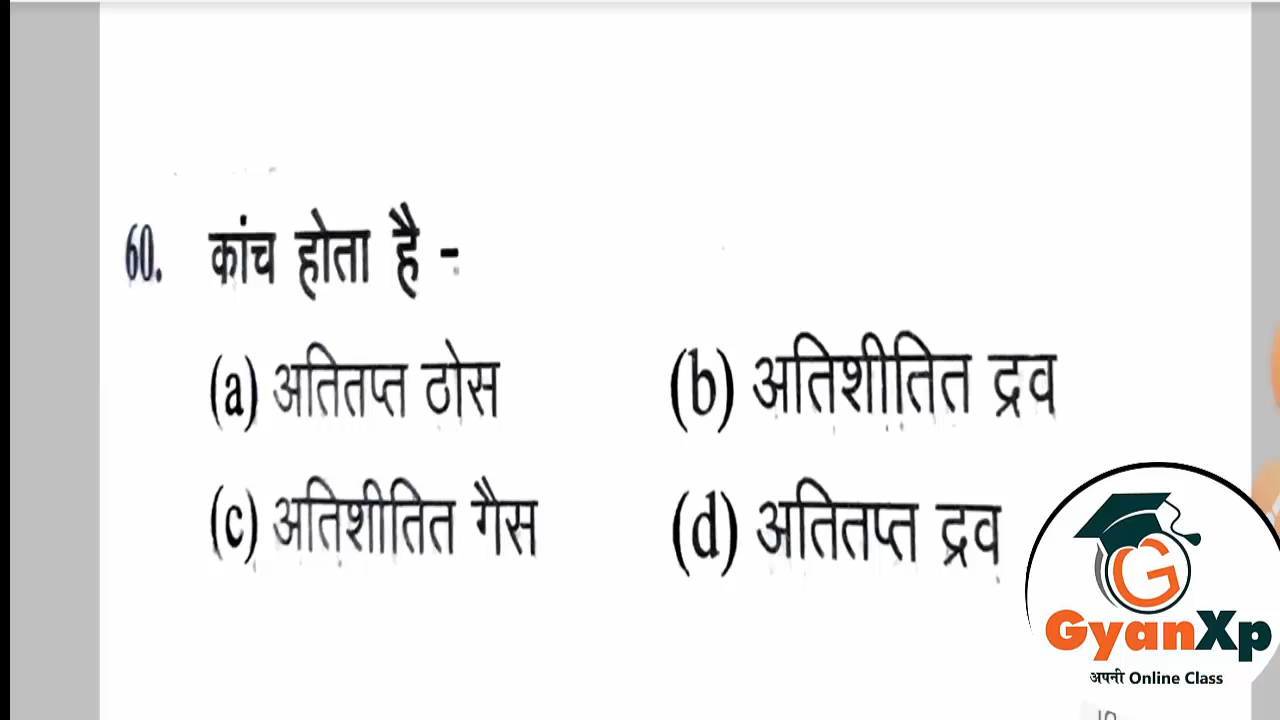 60. कांच होता है -
(a) अतितप्त ठोस (b) अतिशीतित द्रव
(c) अतिशीतित गैस (d) अतितप्त द्रव
G
GyanXp
अपनी Online Class